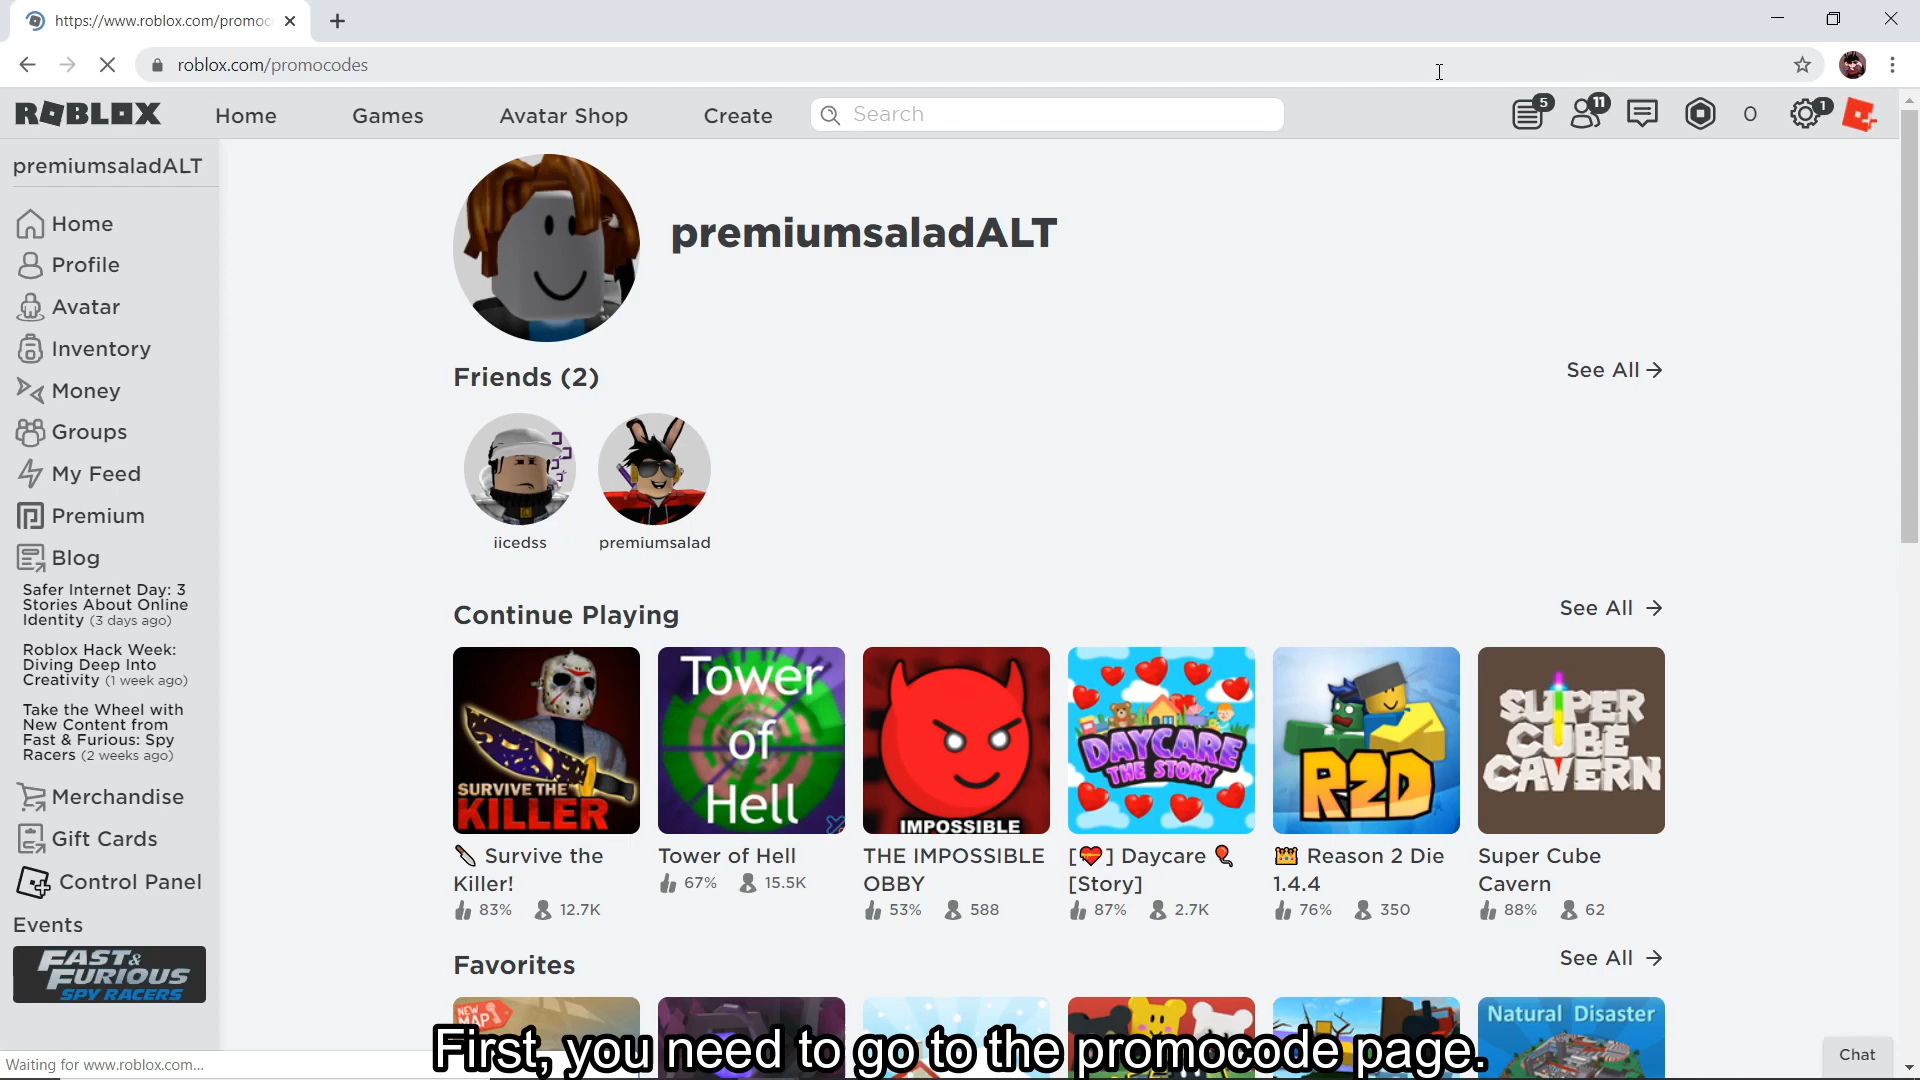 https://www.roblox.com/promoc
roblox.com/promocodes
ROBLOX
Home
Games
Avatar Shop
Create
Search
5
11
0
1
premiumsaladALT
Home
Profile
Avatar
Inventory
Money
Groups
My Feed
Premium
Blog
Safer Internet Day: 3
Stories About Online
Identity (3 days ago)
Roblox Hack Week:
Diving Deep Into
Creativity (1 week ago)
Take the Wheel with
New Content from
Fast & Furious: Spy
Racers (2 weeks ago)
Merchandise
Gift Cards
Control Panel
Events
FAST &
FURIOUS
SPY RACERS
premiumsaladALT
Friends (2)
See All
iicedss
premiumsalad
Continue Playing
See All
SURVIVE THE
KILLER
Tower
of
Hell
IMPOSSIBLE
DAYCARE
THE STORY
R2D
SUPER
CUBE
CAVERN
Survive the
Killer!
83% 12.7K
Tower of Hell
67% 15.5K
THE IMPOSSIBLE
OBBY
53% 588
[💝] Daycare
[Story]
87% 2.7K
Reason 2 Die
1.4.4
76% 350
Super Cube
Cavern
88% 62
Favorites
See All
NEW
MAP
Natural Disaster
First, you need to go to the promocode page.
Waiting for www.roblox.com...
Chat